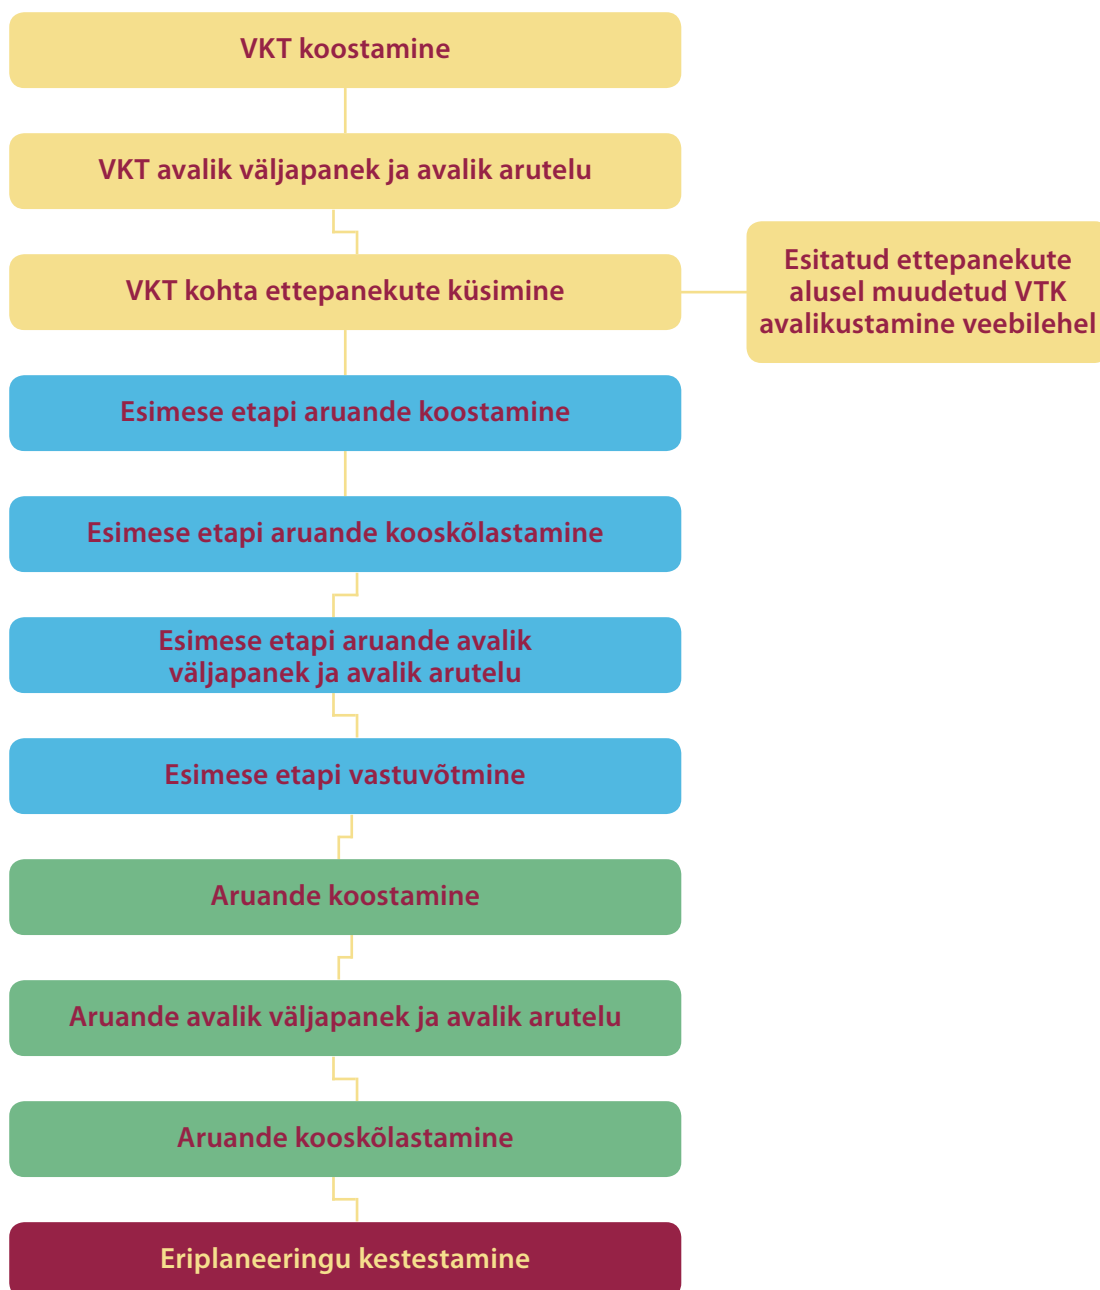 VKT koostamine
VKT avalik väljapanek ja avalik arutelu
VKT kohta ettepanekute küsimine
Esitatud ettepanekute
alusel muudetud VTK
avalikustamine veebilehel
Esimese etapi aruande koostamine
Esimese etapi aruande kooskõlastamine
Esimese etapi aruande avalik
väljapanek ja avalik arutelu
Esimese etapi vastuvõtmine
Aruande koostamine
Aruande avalik väljapanek ja avalik arutelu
Aruande kooskõlastamine
Eriplaneeringu kestestamine